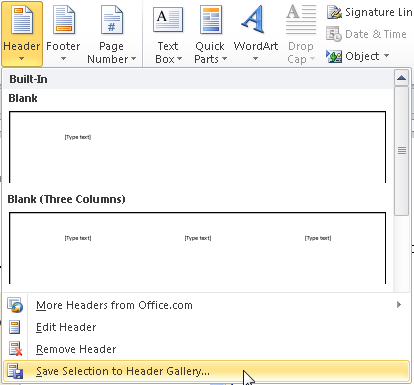 Header
Footer
Page
Number
Text
Box
Quick
Parts
WordArt
Drop
Cap
Signature Lin
Date & Time
Object
Built-In
Blank
[Type text]
Blank (Three Columns)
[Type text] [Type text] [Type text]
More Headers from Office.com
Edit Header
Remove Header
Save Selection to Header Gallery...